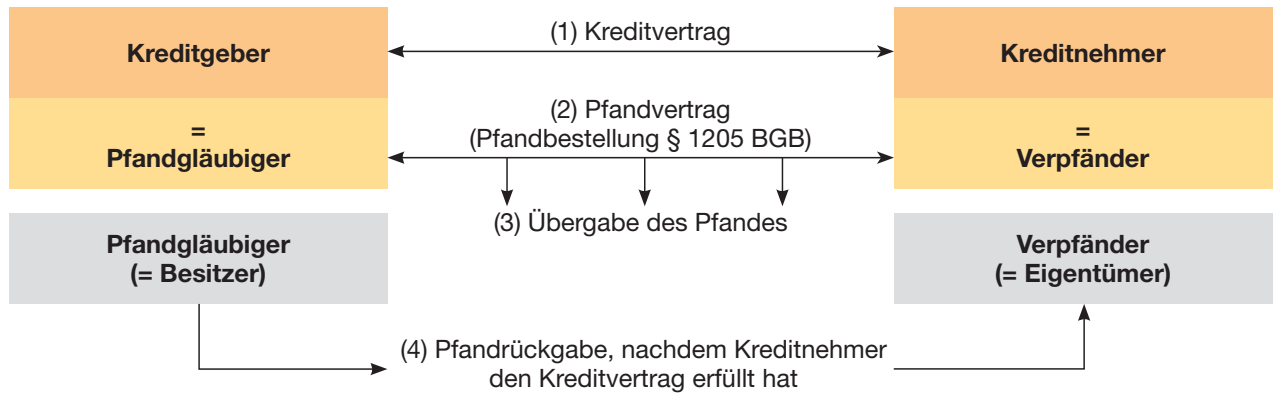 Kreditgeber
(1) Kreditvertrag
Kreditnehmer
=
Pfandgläubiger
(2) Pfandvertrag
(Pfandbestellung § 1205 BGB)
=
Verpfänder
(3) Übergabe des Pfandes
Pfandgläubiger
(= Besitzer)
Verpfänder
(= Eigentümer)
(4) Pfandrückgabe, nachdem Kreditnehmer
den Kreditvertrag erfüllt hat